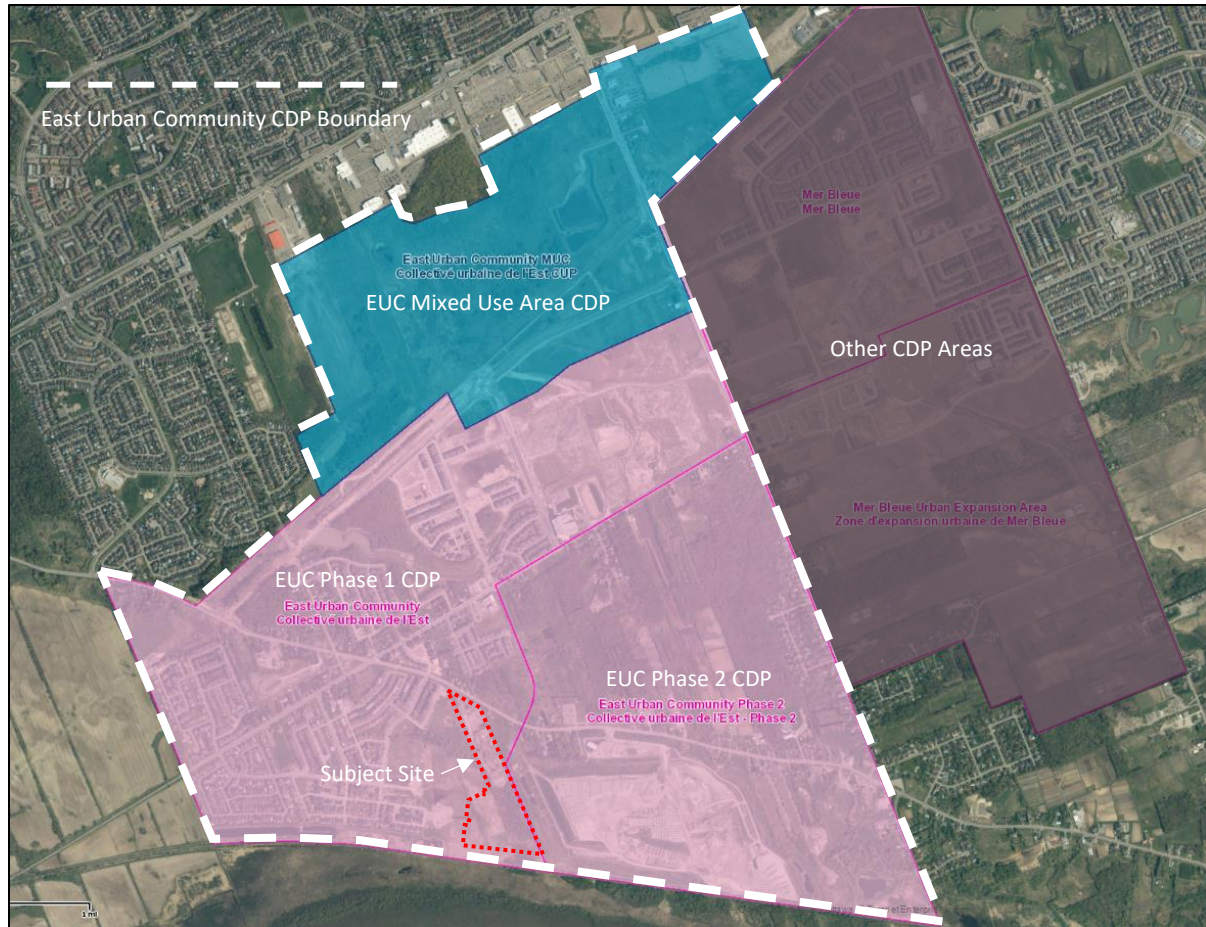 East Urban Community CDP Boundary
Mer Bleue
Mer Bleue
East Urban Community MUC
Collectivé urbaine de l'Est CUP
EUC Mixed Use Area CDP
Other CDP Areas
Mer Bleue Urban Expansion Area
Zone d'expansion urbaine de Mer Bleue
EUC Phase 1 CDP
East Urban Community
Collectivé urbaine de l'Est
EUC Phase 2 CDP
East Urban Community Phase 2
Collectivé urbaine de l'Est - Phase 2
Subject Site
1 mi